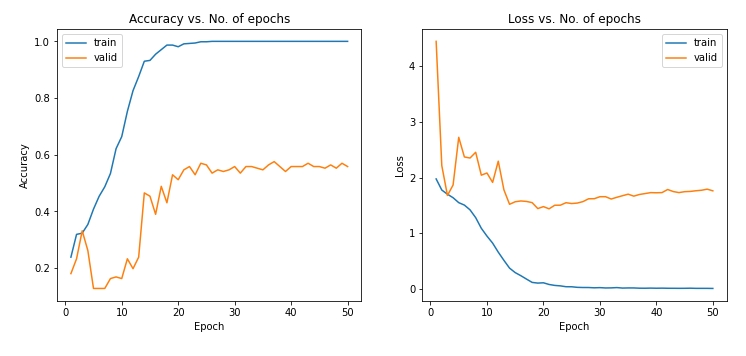 Accuracy vs. No. of epochs
train
valid
1.0
0.8
0.6
0.4
0.2
Accuracy
0 10 20 30 40 50
Epoch
Loss vs. No. of epochs
train
valid
4
3
2
1
0
Loss
0 10 20 30 40 50
Epoch